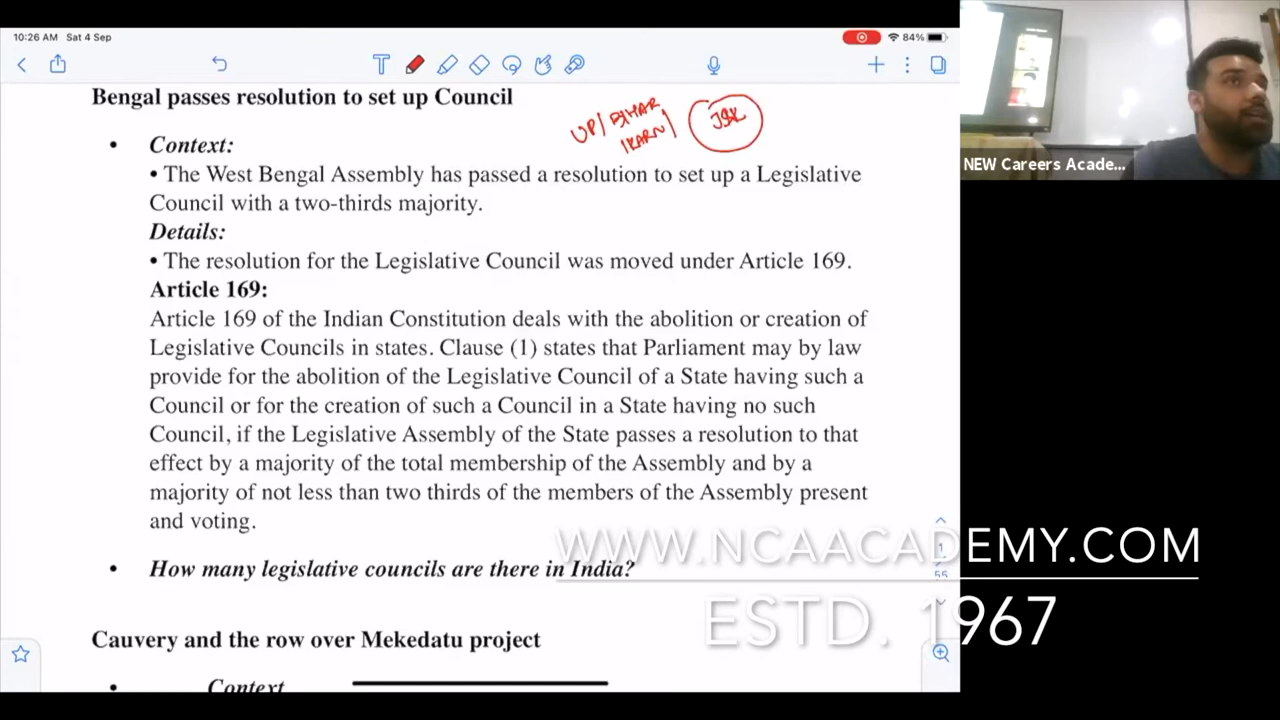 10:26 AM Sat 4 Sep
84%
Bengal passes resolution to set up Council
UP/ BIHAR
/KARN/
J&K
• Context:
• The West Bengal Assembly has passed a resolution to set up a Legislative
Council with a two-thirds majority.
Details:
• The resolution for the Legislative Council was moved under Article 169.
Article 169:
Article 169 of the Indian Constitution deals with the abolition or creation of
Legislative Councils in states. Clause (1) states that Parliament may by law
provide for the abolition of the Legislative Council of a State having such a
Council or for the creation of such a Council in a State having no such
Council, if the Legislative Assembly of the State passes a resolution to that
effect by a majority of the total membership of the Assembly and by a
majority of not less than two thirds of the members of the Assembly present
and voting.
• How many legislative councils are there in India?
Cauvery and the row over Mekedatu project
• Context
1
55
NEW Careers Acade...
WWW.NCAACADEMY.COM
ESTD. 1967